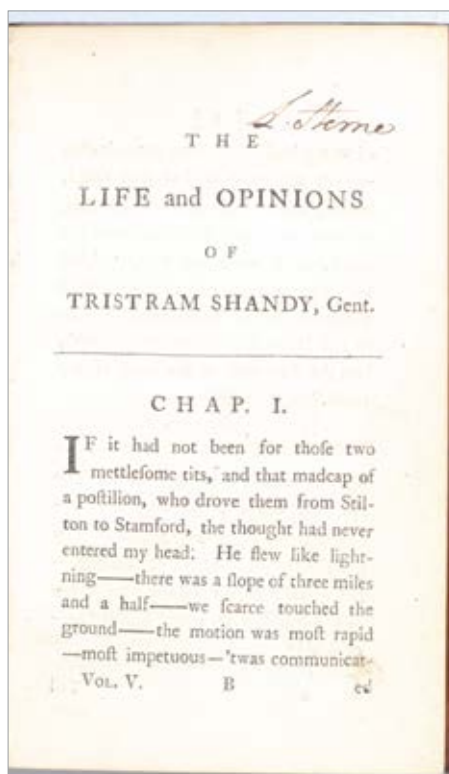 L. Sterne
THE
LIFE and OPINIONS
OF
TRISTRAM SHANDY, Gent.
CHAP. I.
IF it had not been for thoſe two
mettleſome tits, and that madcap of
a poſtilion, who drove them from Stil-
ton to Stamford, the thought had never
entered my head. He flew like light-
ning——there was a ſlope of three miles
and a half——we ſcarce touched the
ground——the motion was moſt rapid
—moſt impetuous—'twas communicat-
VOL. V. B ed